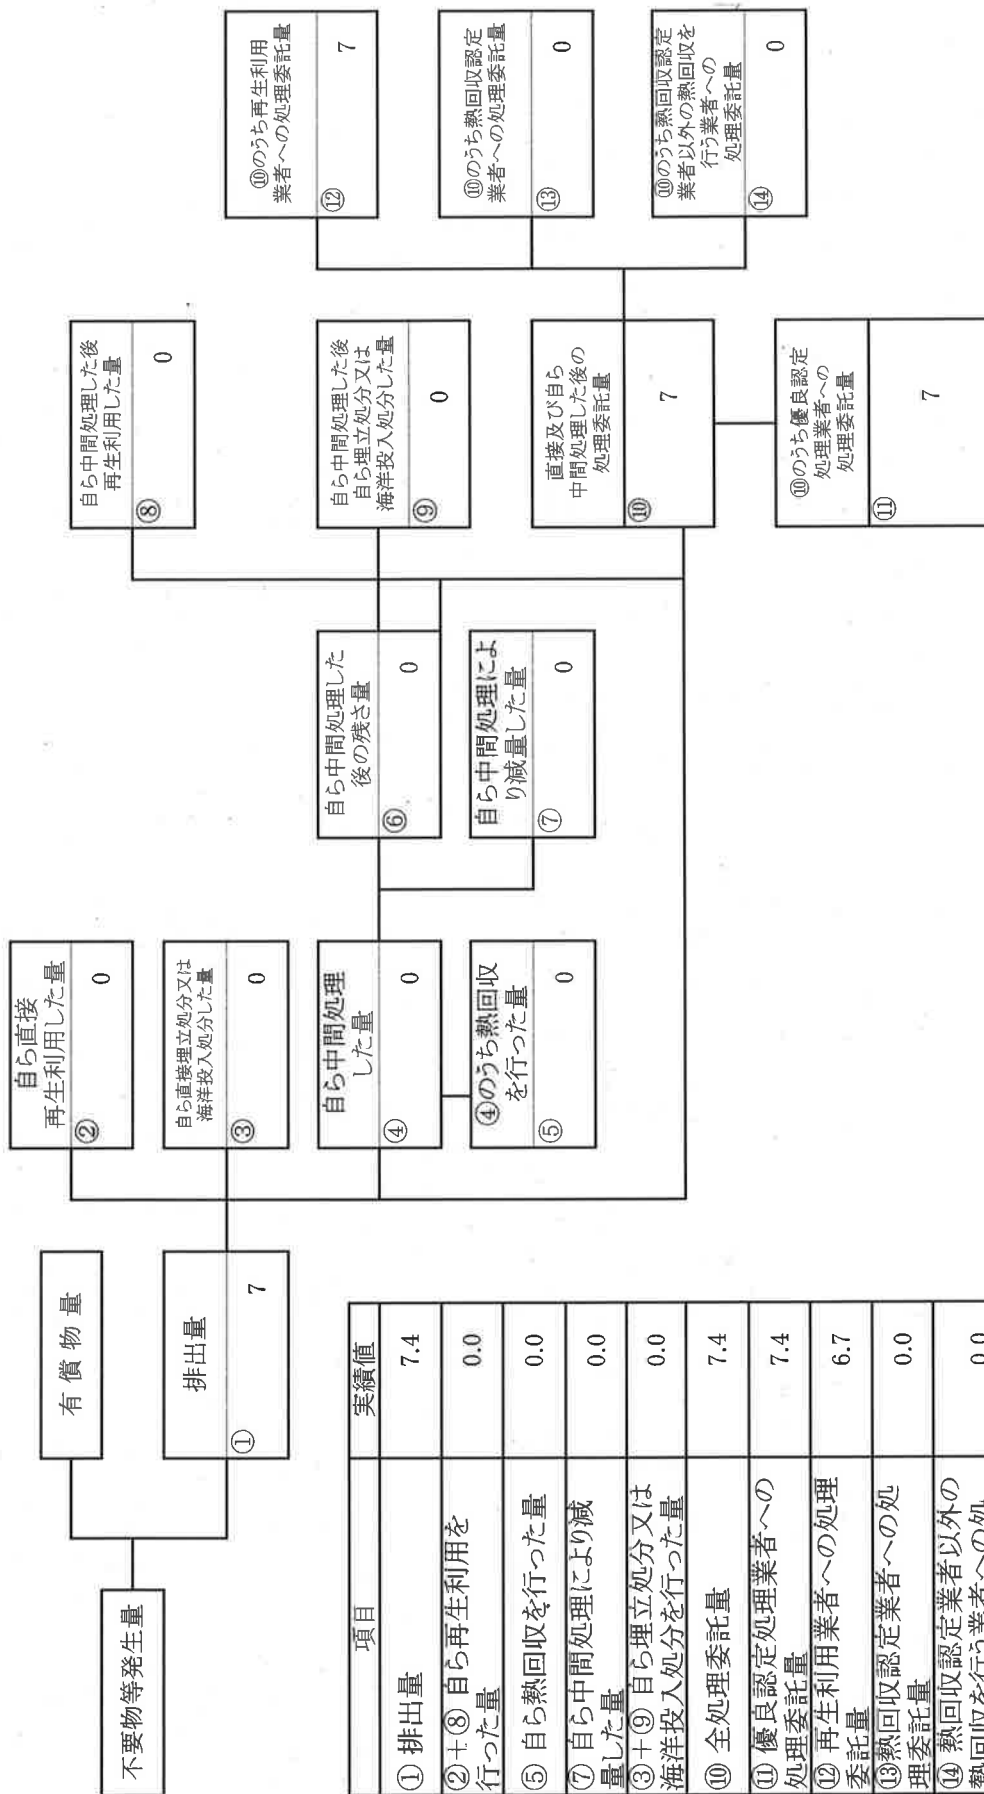 不要物等発生量
有償物量
排出量
①
7
自ら直接
再生利用した量
②
0
自ら直接埋立処分又は
海洋投入処分した量
③
0
自ら中間処理
した量
④
0
④のうち熱回収
を行った量
⑤
0
自ら中間処理した
後の残さ量
⑥
0
自ら中間処理によ
り減量した量
⑦
0
自ら中間処理した後
再生利用した量
⑧
0
自ら中間処理した後
自ら埋立処分又は
海洋投入処分した量
⑨
0
直接及び自ら
中間処理した後の
処理委託量
⑩
7
⑩のうち優良認定
処理業者への
処理委託量
⑪
7
⑩のうち再生利用
業者への処理委託量
⑫
7
⑩のうち熱回収認定
業者への処理委託量
⑬
0
⑩のうち熱回収認定
業者以外の熱回収を
行う業者への
処理委託量
⑭
0
項目 実績値
① 排出量 7.4
②+⑧ 自ら再生利用を
行った量 0.0
⑤ 自ら熱回収を行った量 0.0
⑦ 自ら中間処理により減
量した量 0.0
③+⑨ 自ら埋立処分又は
海洋投入処分を行った量 0.0
⑩ 全処理委託量 7.4
⑪ 優良認定処理業者への
処理委託量 7.4
⑫ 再生利用業者への処理
委託量 6.7
⑬熱回収認定業者への処
理委託量 0.0
⑭ 熱回収認定業者以外の
熱回収を行う業者への処 0.0